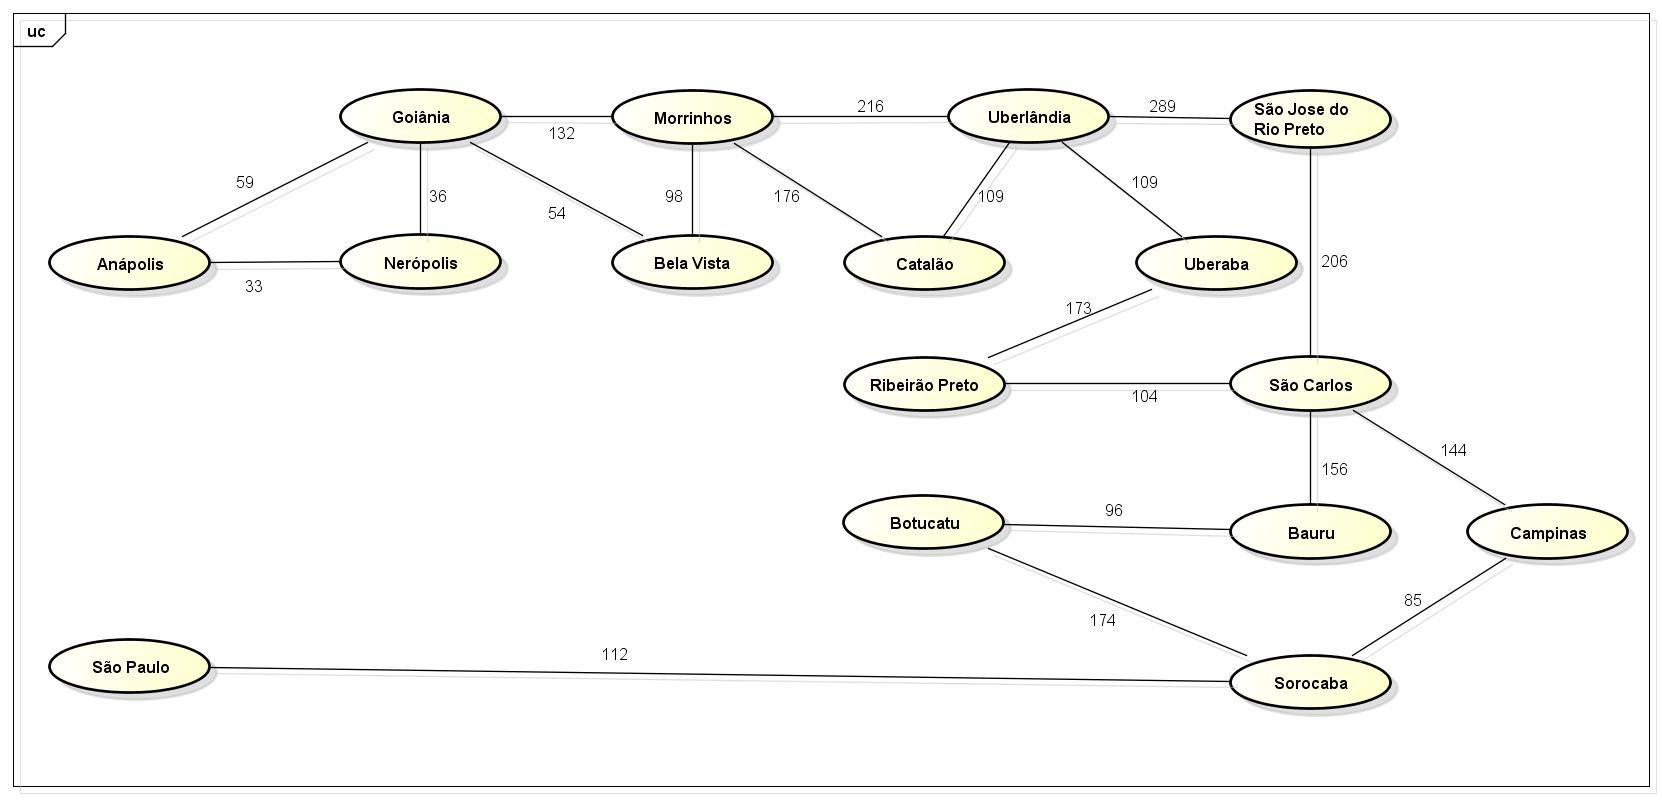 uc
Goiânia
132
Morrinhos
216
Uberlândia
289
São Jose do
Rio Preto
59
36
54
98
176
109
109
Anápolis
33
Nerópolis
Bela Vista
Catalão
Uberaba
206
173
Ribeirão Preto
104
São Carlos
156
144
Botucatu
96
Bauru
Campinas
174
85
São Paulo
112
Sorocaba